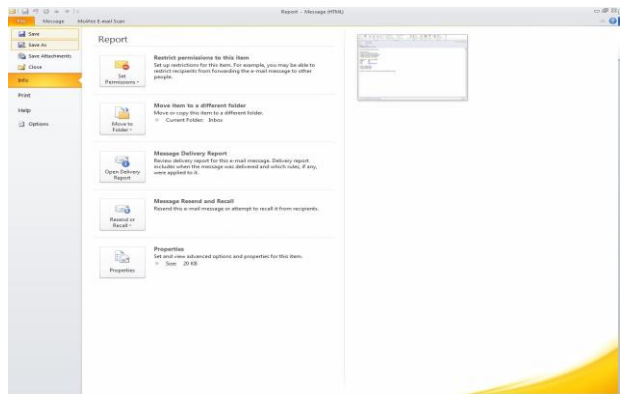 Report - Message (HTML)
File Message McAfee E-mail Scan
Save
Save As
Save Attachments
Close
Info
Print
Help
Options
Report
Set Permissions
Restrict permissions to this item
Set up restrictions for this item. For example, you may be able to
restrict recipients from forwarding the e-mail message to other
people.
Move to Folder
Move item to a different folder
Move or copy this item to a different folder.
Current Folder: Inbox
Open Delivery Report
Message Delivery Report
Review delivery report for this e-mail message. Delivery report
includes when the message was delivered and which rules, if any,
were applied to it.
Resend or Recall
Message Resend and Recall
Resend this e-mail message or attempt to recall it from recipients.
Properties
Properties
Set and view advanced options and properties for this item.
Size: 20 KB